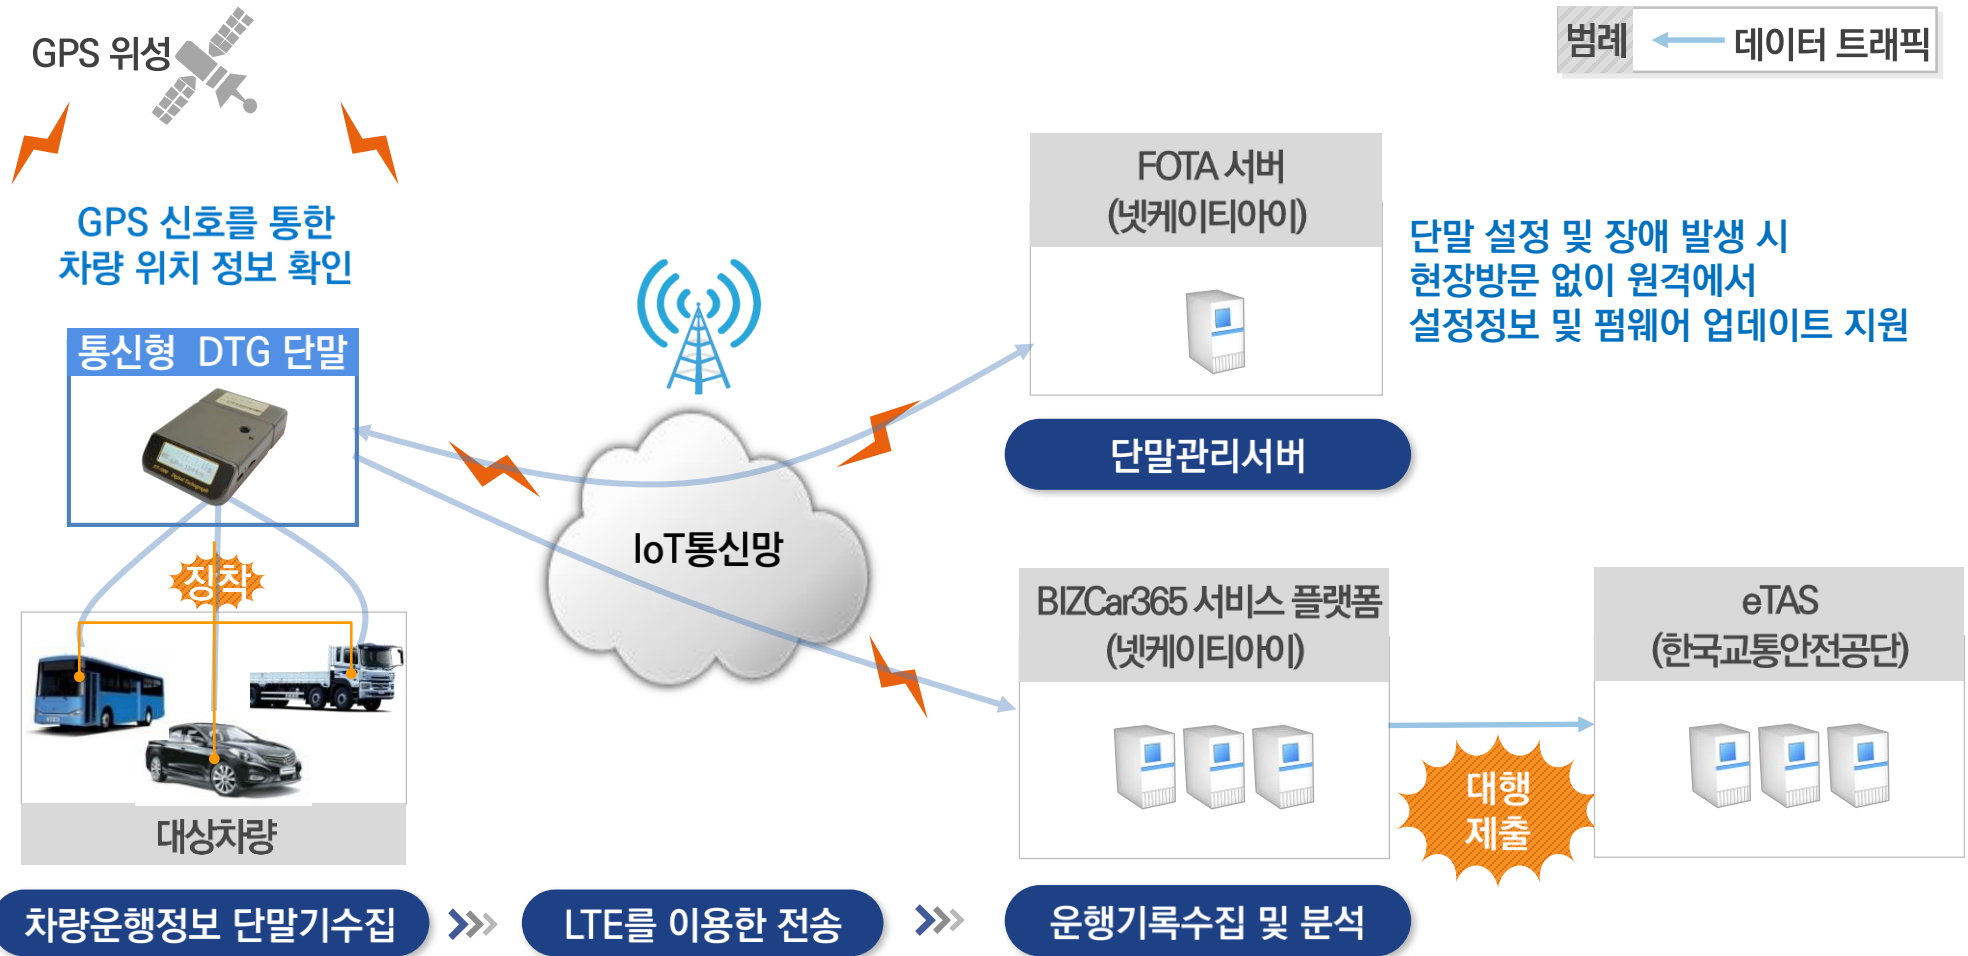 GPS 위성
범례
데이터 트래픽
GPS 신호를 통한
차량 위치 정보 확인
통신형 DTG 단말
장착
대상차량
IoT통신망
FOTA 서버
(넷케이티아이)
단말 설정 및 장애 발생 시
현장방문 없이 원격에서
설정정보 및 펌웨어 업데이트 지원
단말관리서버
BIZCar365 서비스 플랫폼
(넷케이티아이)
eTAS
(한국교통안전공단)
대행
제출
차량운행정보 단말기수집
LTE를 이용한 전송
운행기록수집 및 분석